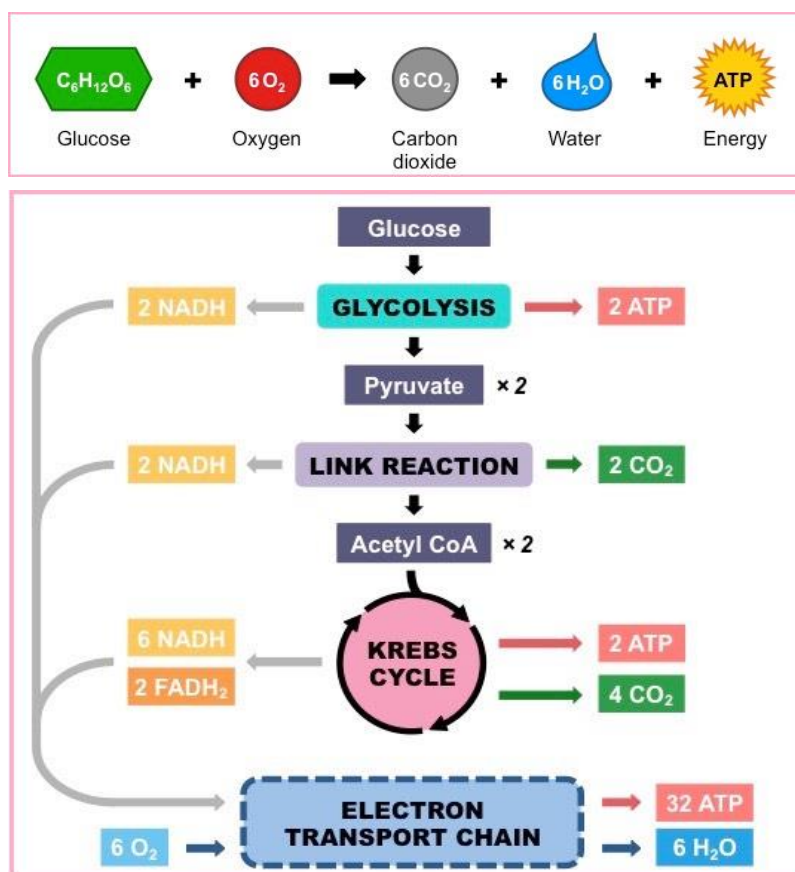 C₆H₁₂O₆ + 6 O₂ 6 CO₂ + 6 H₂O + ATP
Glucose Oxygen Carbon dioxide Water Energy
Glucose
2 NADH GLYCOLYSIS 2 ATP
Pyruvate × 2
2 NADH LINK REACTION 2 CO₂
Acetyl CoA × 2
6 NADH
2 FADH₂
KREBS
CYCLE
2 ATP
4 CO₂
ELECTRON
TRANSPORT CHAIN
32 ATP
6 O₂
6 H₂O